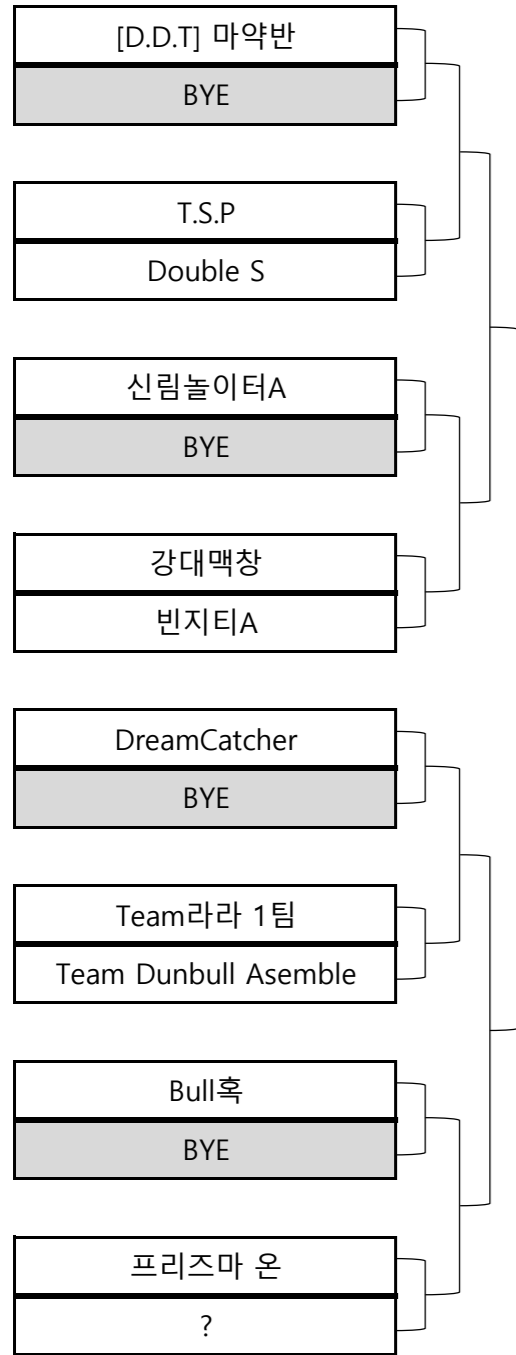 [D.D.T] 마약반
BYE
T.S.P
Double S
신림놀이터A
BYE
강대맥창
빈지티A
DreamCatcher
BYE
Team라라 1팀
Team Dunbull Asemble
Bull혹
BYE
프리즈마 온
?